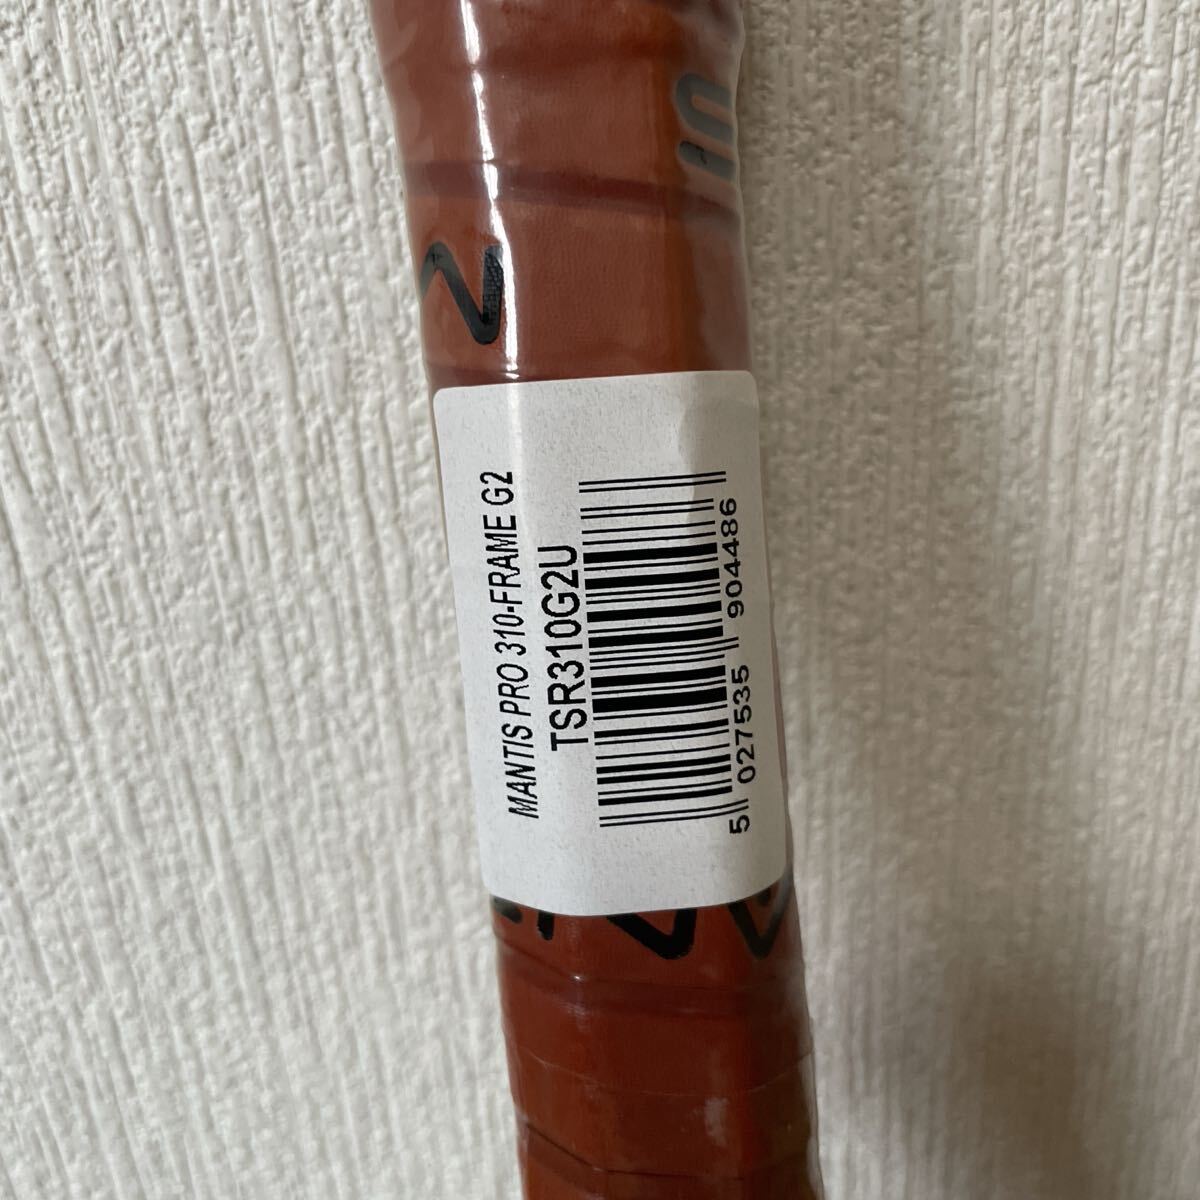 MANTIS PRO 310-FRAME G2
TSR310G2U
5 027535 904486